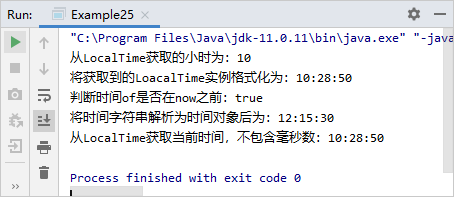 Run: Example25
"C:\Program Files\Java\jdk-11.0.11\bin\java.exe" "-jav
从LocalTime获取的小时为: 10
将获取到的LoacalTime实例格式化为: 10:28:50
判断时间of是否在now之前: true
将时间字符串解析为时间对象后为: 12:15:30
从LocalTime获取当前时间, 不包含毫秒数: 10:28:50
Process finished with exit code 0